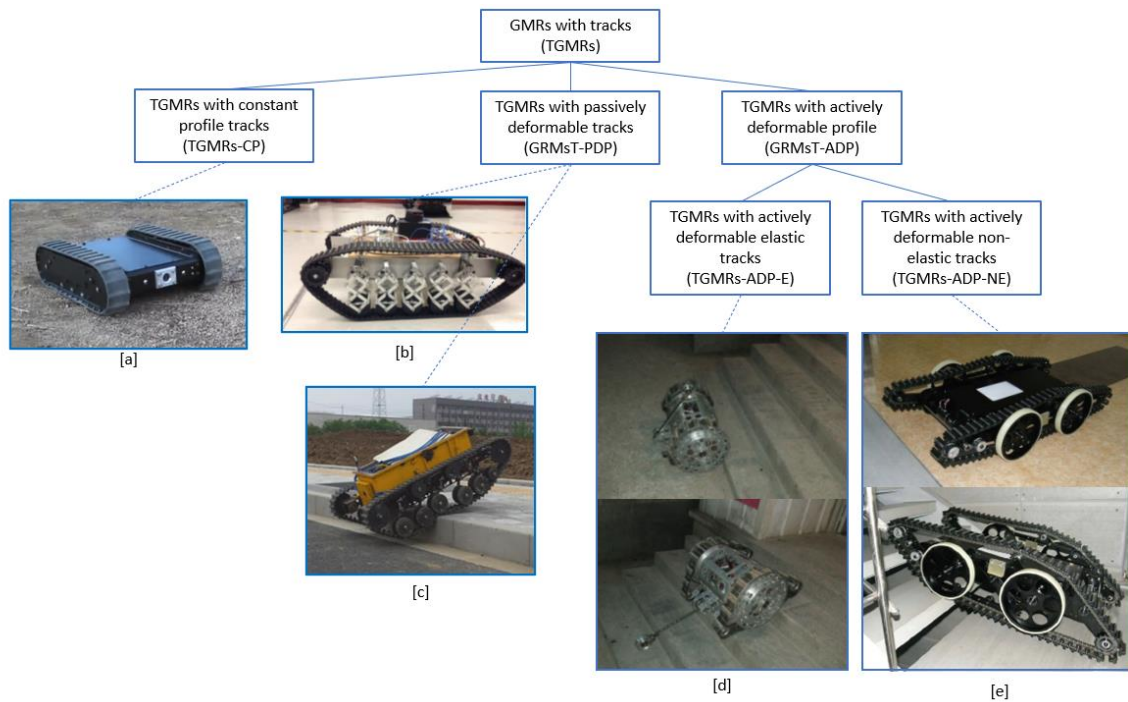 GMRs with tracks
(TGMRs)
TGMRs with constant
profile tracks
(TGMRs-CP)
TGMRs with passively
deformable tracks
(GRMsT-PDP)
TGMRs with actively
deformable profile
(GRMsT-ADP)
TGMRs with actively
deformable elastic
tracks
(TGMRs-ADP-E)
TGMRs with actively
deformable non-
elastic tracks
(TGMRs-ADP-NE)
[a]
[b]
[c]
[d]
[e]